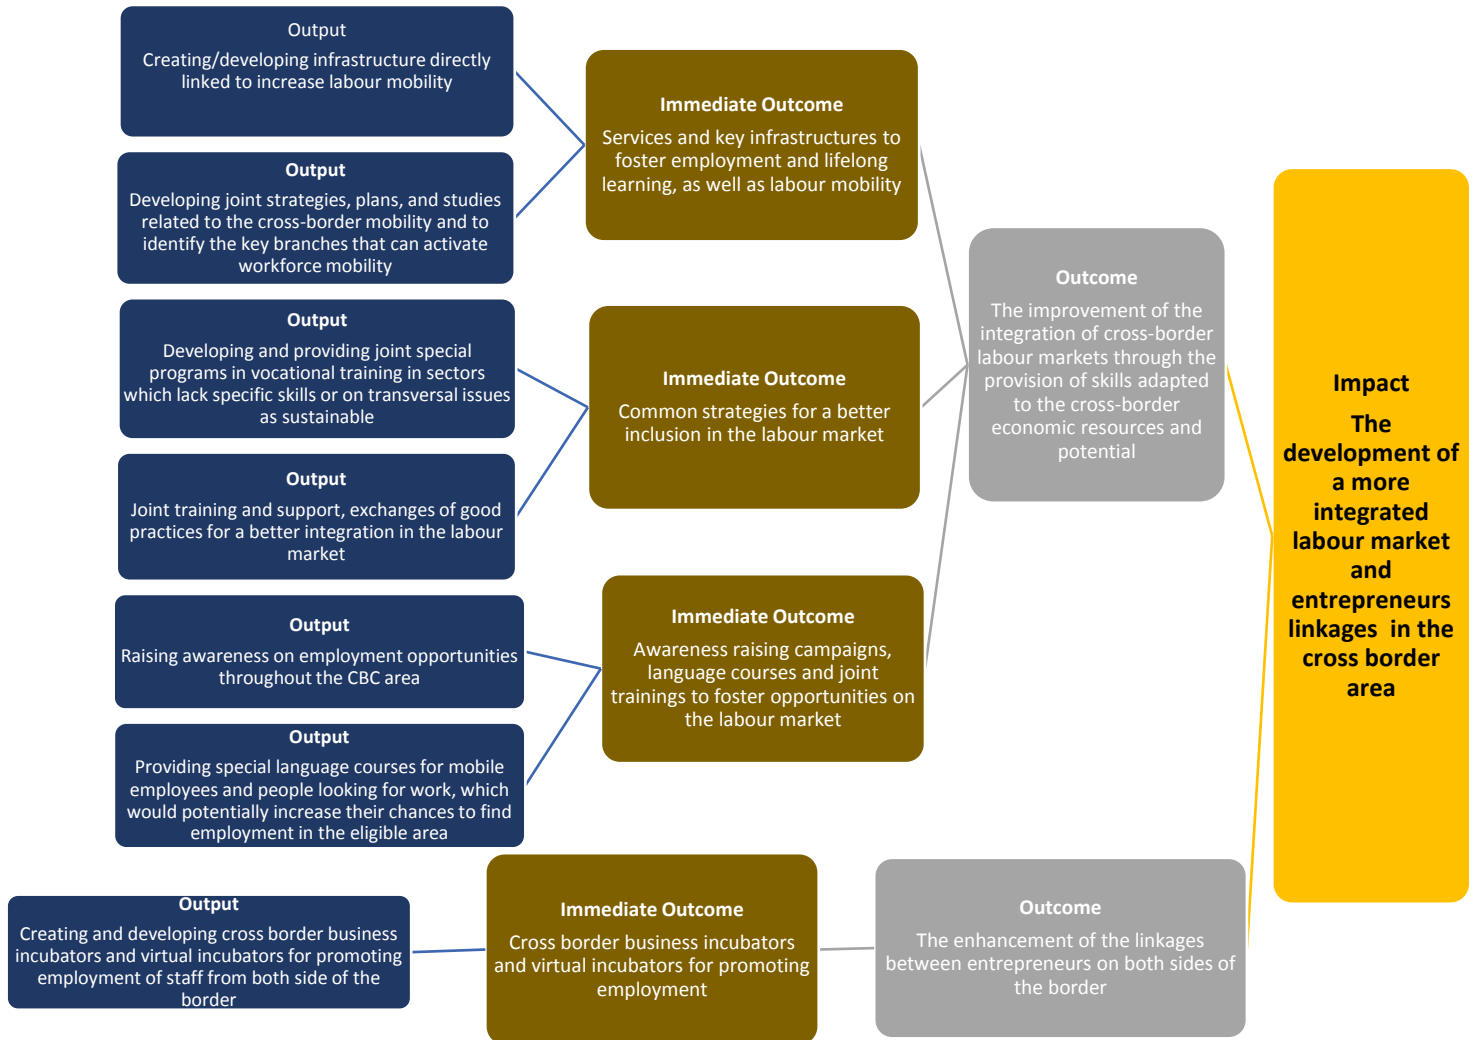 Output
Creating/developing infrastructure directly
linked to increase labour mobility
Output
Developing joint strategies, plans, and studies
related to the cross-border mobility and to
identify the key branches that can activate
workforce mobility
Output
Developing and providing joint special
programs in vocational training in sectors
which lack specific skills or on transversal issues
as sustainable
Output
Joint training and support, exchanges of good
practices for a better integration in the labour
market
Output
Raising awareness on employment opportunities
throughout the CBC area
Output
Providing special language courses for mobile
employees and people looking for work, which
would potentially increase their chances to find
employment in the eligible area
Output
Creating and developing cross border business
incubators and virtual incubators for promoting
employment of staff from both side of the
border
Immediate Outcome
Services and key infrastructures to
foster employment and lifelong
learning, as well as labour mobility
Immediate Outcome
Common strategies for a better
inclusion in the labour market
Immediate Outcome
Awareness raising campaigns,
language courses and joint
trainings to foster opportunities on
the labour market
Immediate Outcome
Cross border business incubators
and virtual incubators for promoting
employment
Outcome
The improvement of the
integration of cross-border
labour markets through the
provision of skills adapted
to the cross-border
economic resources and
potential
Outcome
The enhancement of the linkages
between entrepreneurs on both sides of
the border
Impact
The
development of
a more
integrated
labour market
and
entrepreneurs
linkages in the
cross border
area